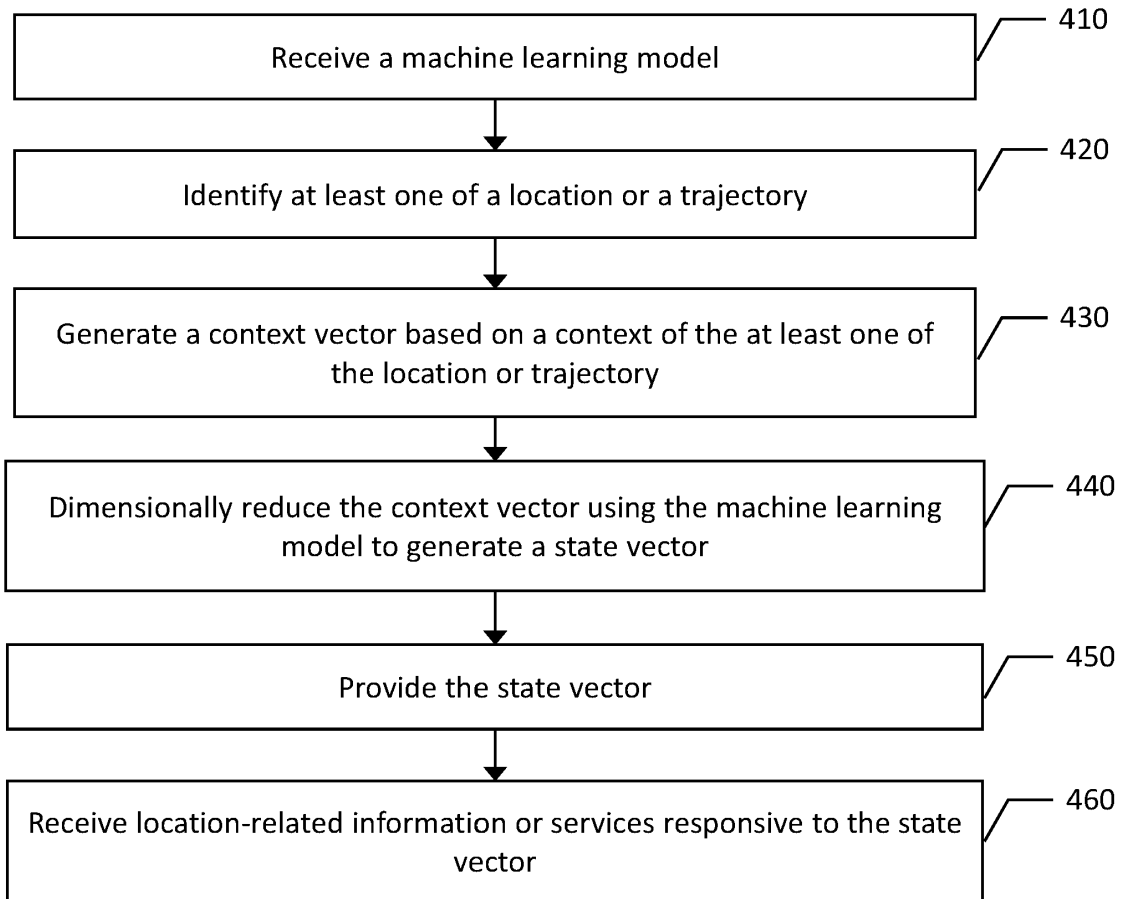 410
Receive a machine learning model
420
Identify at least one of a location or a trajectory
430
Generate a context vector based on a context of the at least one of
the location or trajectory
440
Dimensionally reduce the context vector using the machine learning
model to generate a state vector
450
Provide the state vector
460
Receive location-related information or services responsive to the state
vector